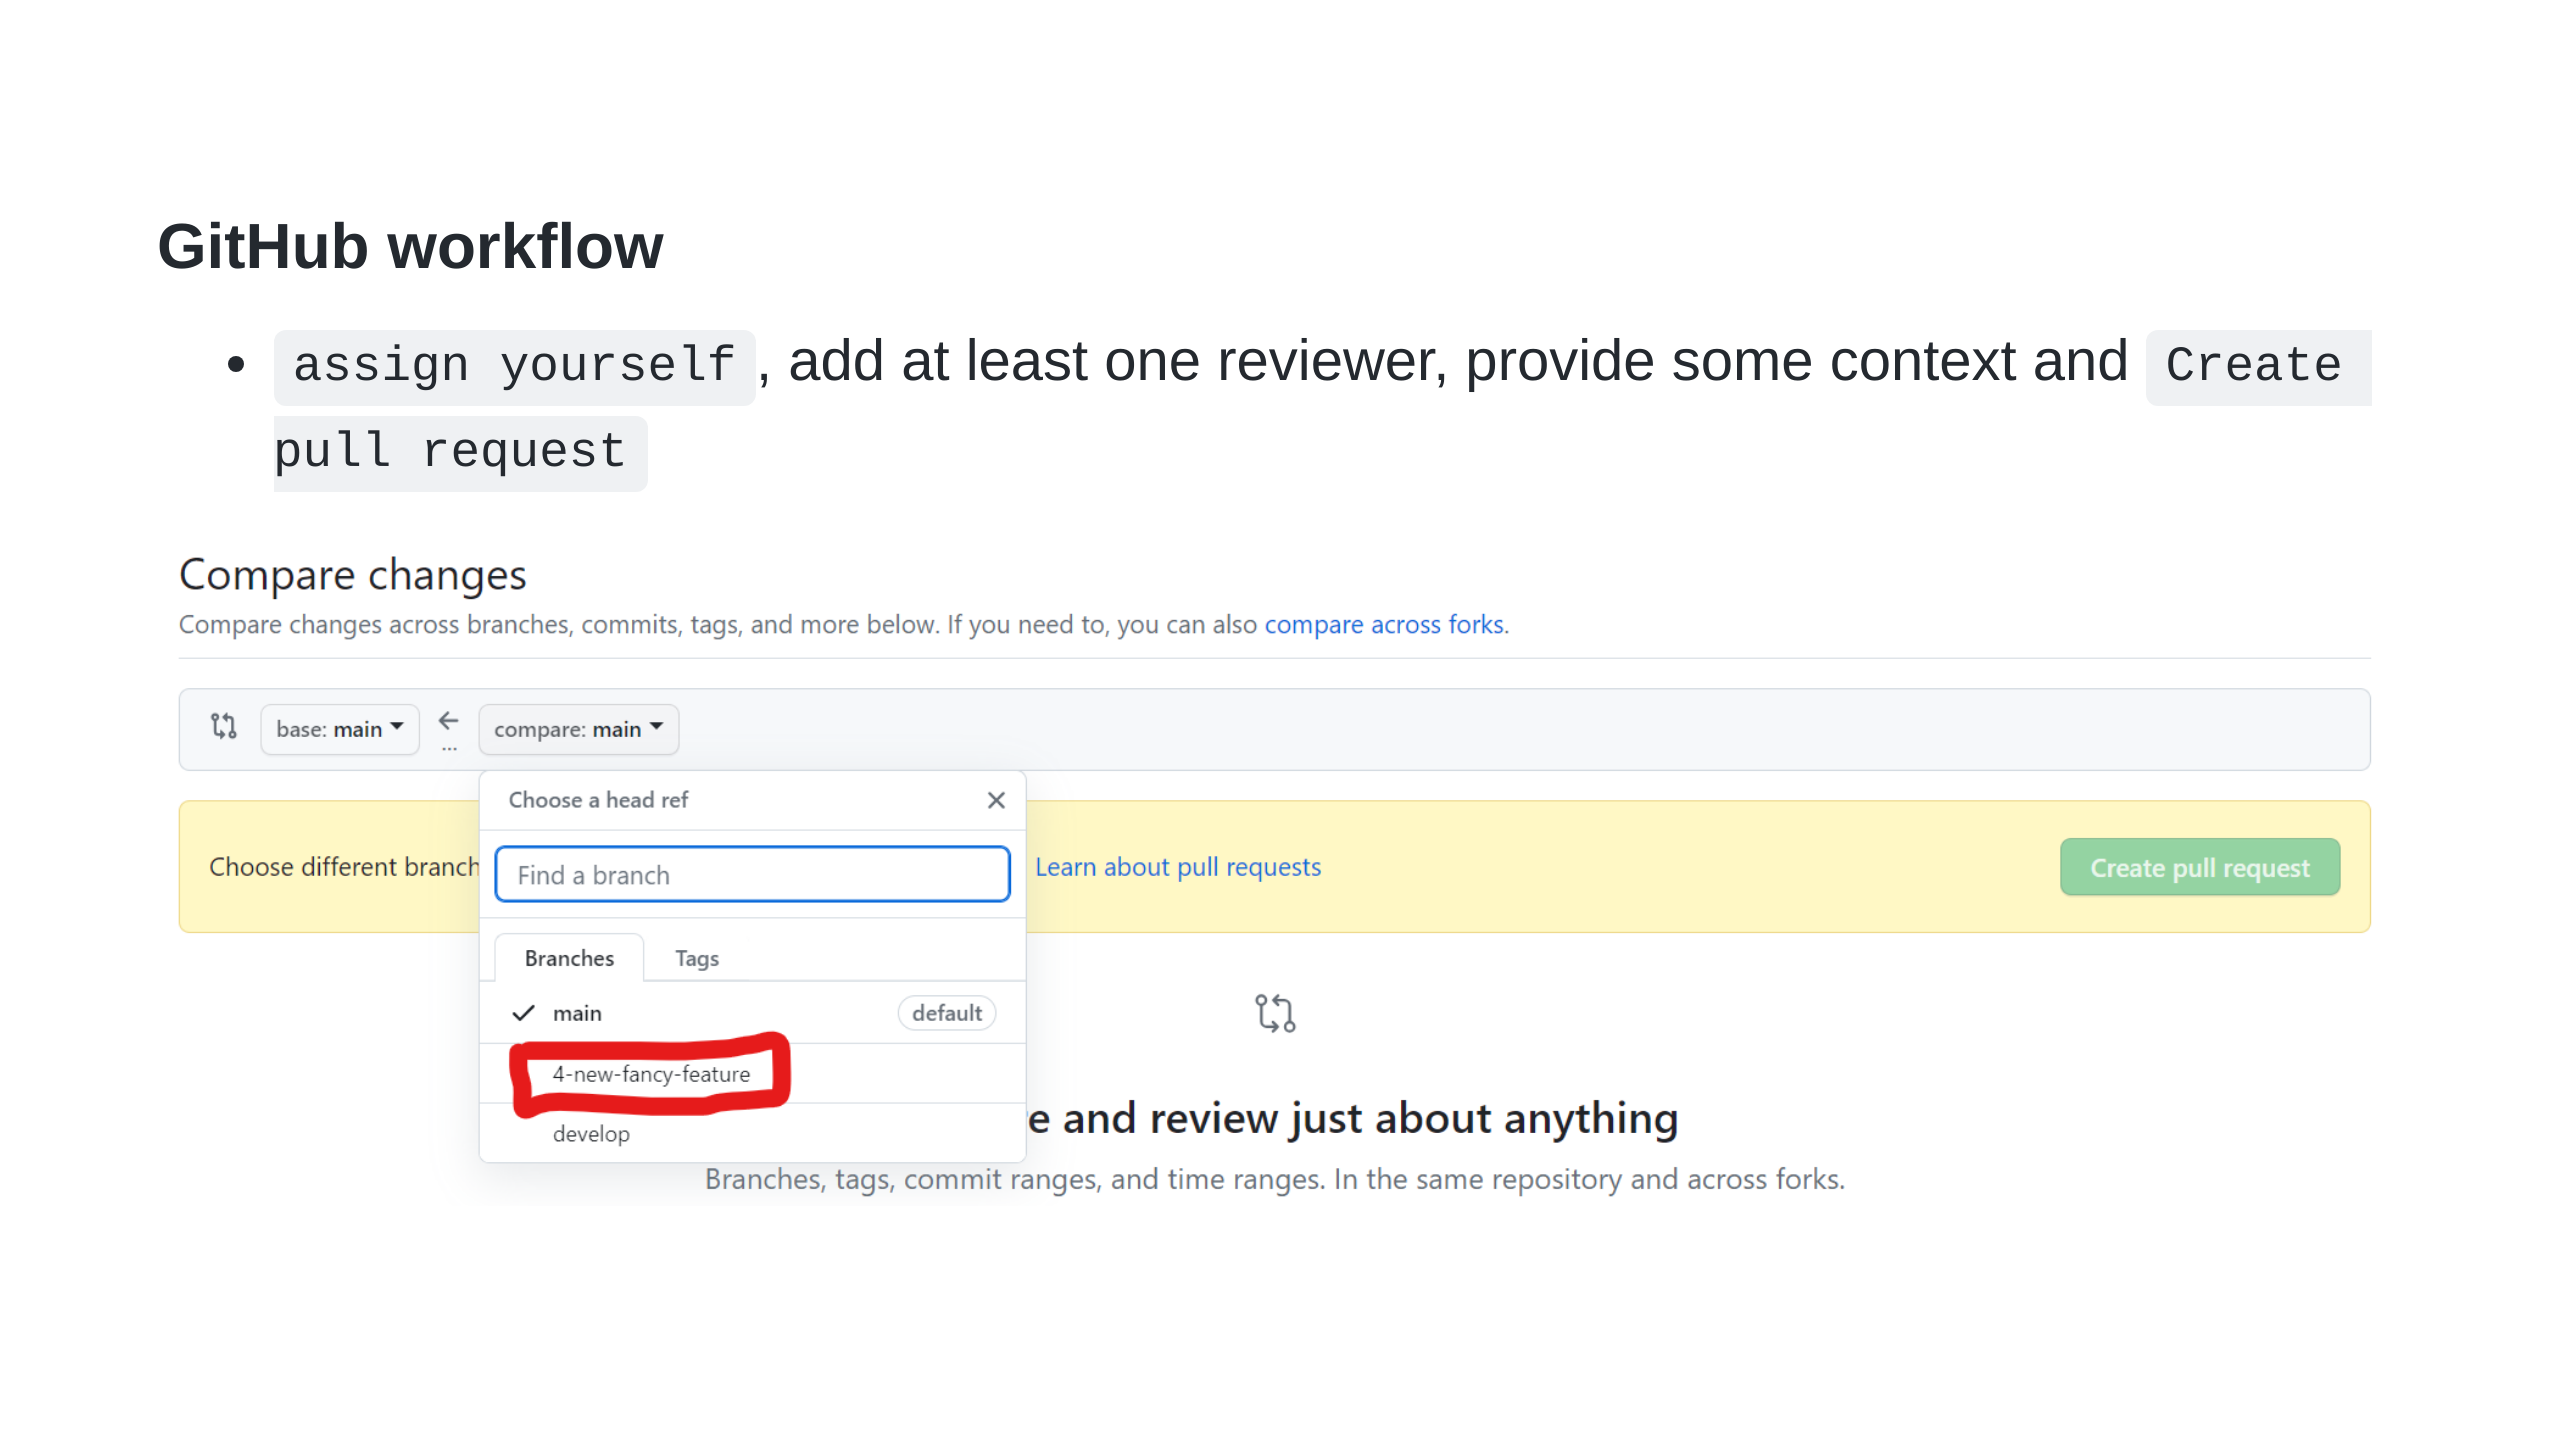 GitHub workflow
• assign yourself, add at least one reviewer, provide some context and Create
pull request
Compare changes
Compare changes across branches, commits, tags, and more below. If you need to, you can also compare across forks.
base: main ← ... compare: main
Choose a head ref
Choose different branch Learn about pull requests Create pull request
Find a branch
Branches Tags
main default
4-new-fancy-feature
develop
and review just about anything
Branches, tags, commit ranges, and time ranges. In the same repository and across forks.